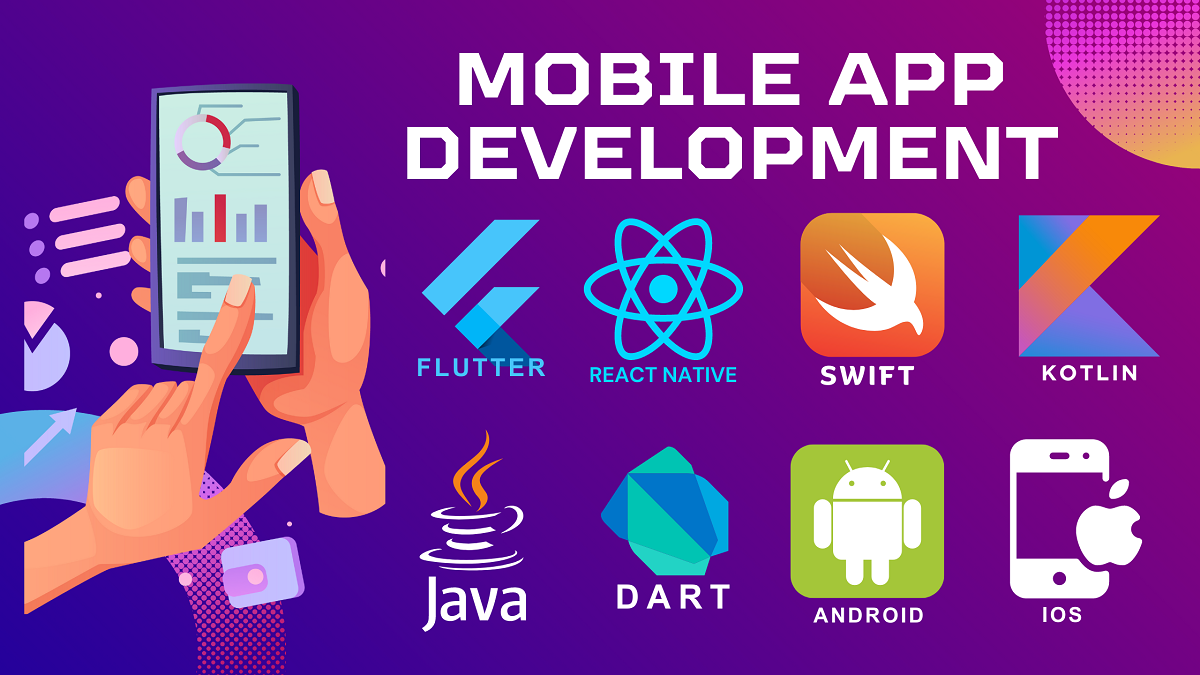 MOBILE APP
DEVELOPMENT
FLUTTER
REACT NATIVE
SWIFT
KOTLIN
Java
DART
ANDROID
IOS